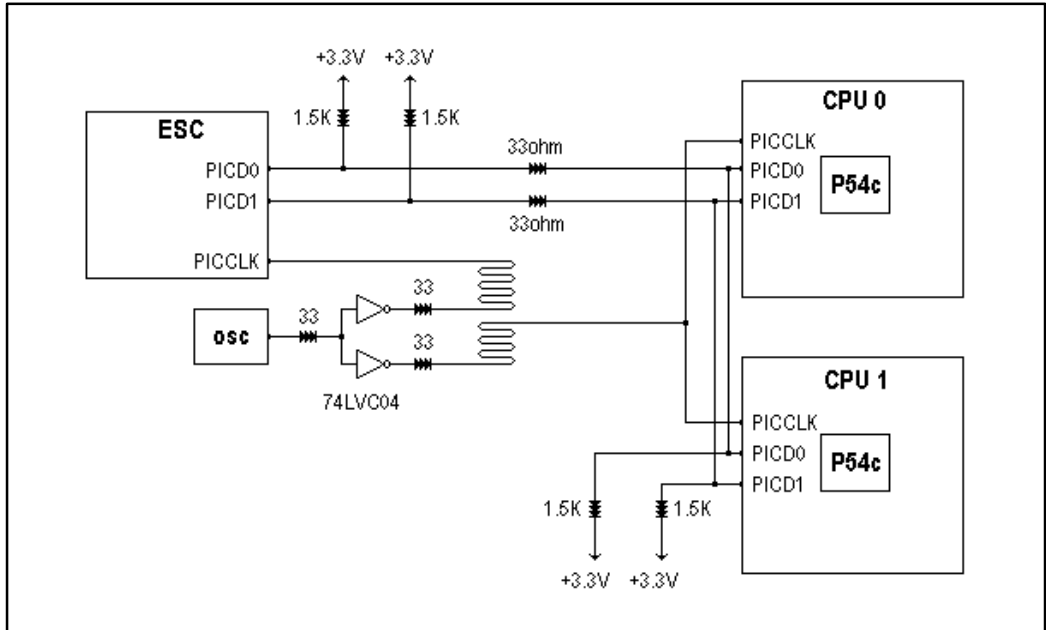 +3.3V +3.3V
1.5K 1.5K
ESC
PICD0
PICD1
PICCLK
33ohm
33ohm
osc
33
33
33
74LVC04
CPU 0
PICCLK
PICD0
PICD1
P54c
CPU 1
PICCLK
PICD0
PICD1
P54c
1.5K 1.5K
+3.3V +3.3V